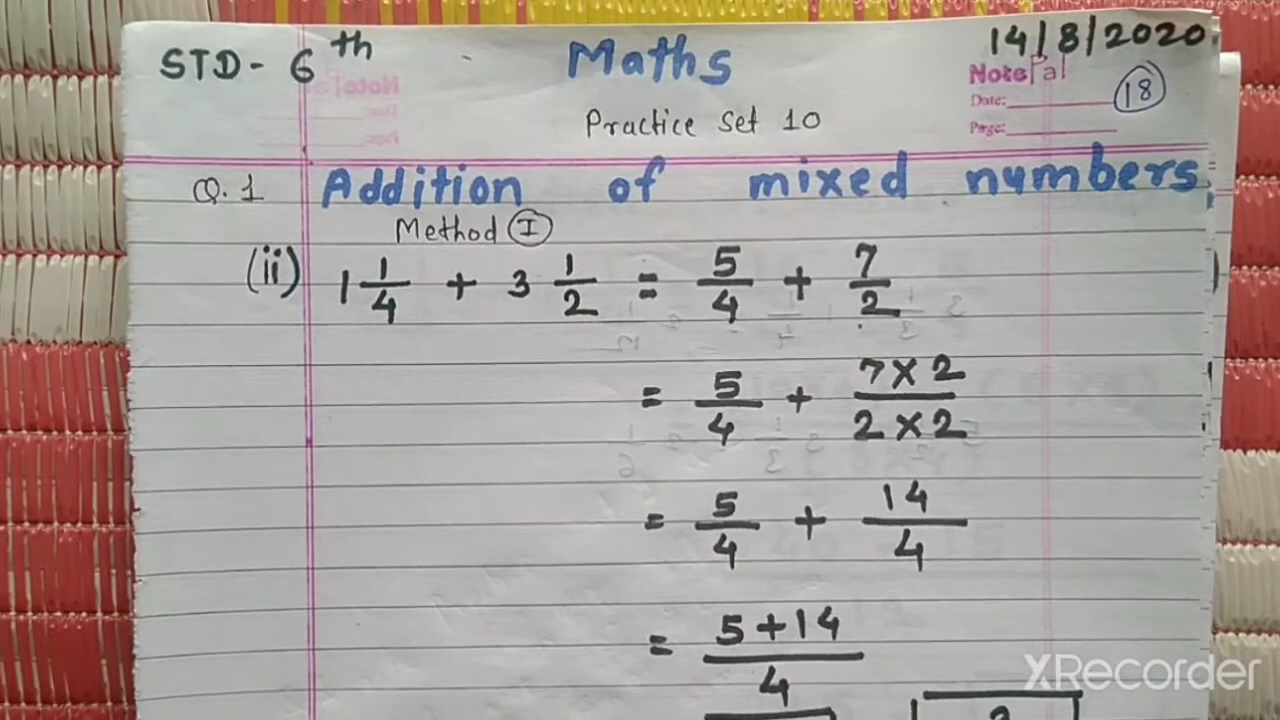 STD- 6th Maths 14/8/2020
NotePal
Date: 18
Practice Set 10
Page:
Q.1 Addition of mixed numbers.
Method I
(ii) 1 1/4 + 3 1/2 = 5/4 + 7/2
= 5/4 + 7×2/2×2
= 5/4 + 14/4
= 5+14/4
XRecorder